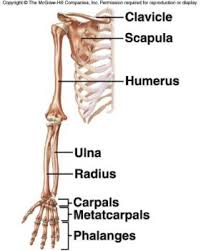 Copyright © The McGraw-Hill Companies, Inc. Permission required for reproduction or display.
Clavicle
Scapula
Humerus
Ulna
Radius
Carpals
Metatcarpals
Phalanges